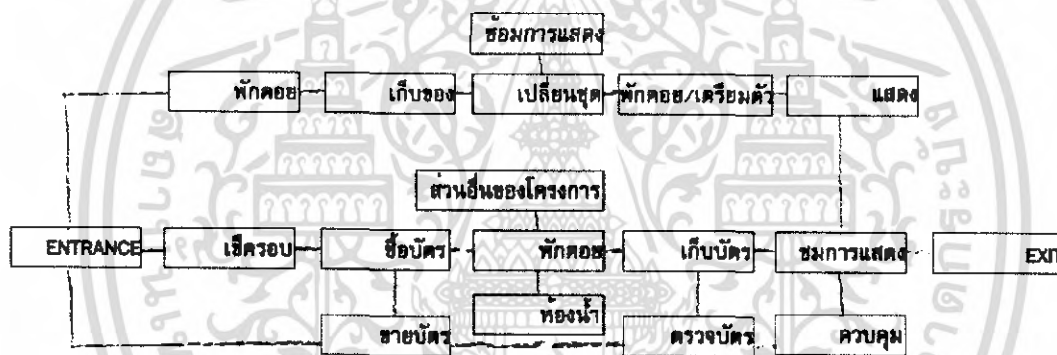 ซ้อมการแสดง
พักคอย
เก็บของ
เปลี่ยนชุด
พักคอย/เตรียมตัว
แสดง
ส่วนอื่นของโครงการ
ENTRANCE
เช็ครอบ
ซื้อบัตร
พักคอย
เก็บบัตร
ชมการแสดง
EXIT
ห้องน้ำ
ขายบัตร
ตรวจบัตร
ควบคุม